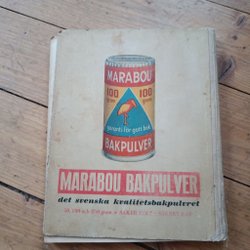 MARABOU
100 100
gram gram
garanti för gott bak
BAKPULVER
MARABOU BAKPULVER
det svenska kvalitetsbakpulvret